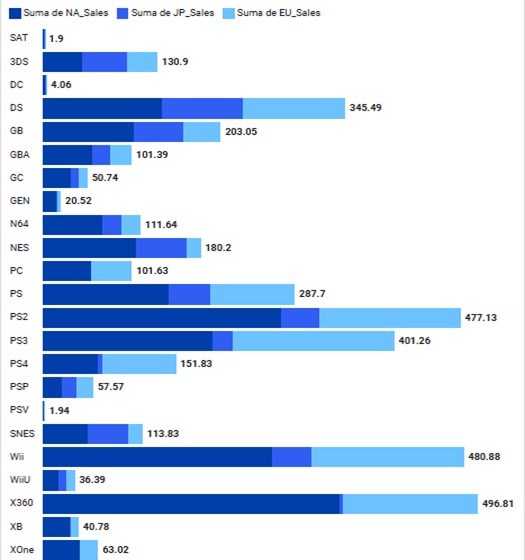 Suma de NA_Sales Suma de JP_Sales Suma de EU_Sales
SAT 1.9
3DS 130.9
DC 4.06
DS 345.49
GB 203.05
GBA 101.39
GC 50.74
GEN 20.52
N64 111.64
NES 180.2
PC 101.63
PS 287.7
PS2 477.13
PS3 401.26
PS4 151.83
PSP 57.57
PSV 1.94
SNES 113.83
Wii 480.88
WiiU 36.39
X360 496.81
XB 40.78
XOne 63.02